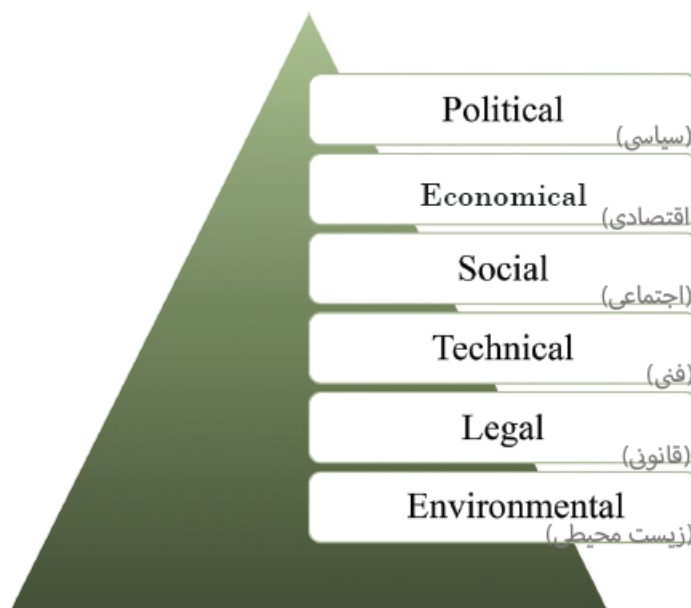 Political
(سیاسی)
Economical
اقتصادی)
Social
(اجتماعی)
Technical
(فنی)
Legal
(قانونی)
Environmental
(زیست محیطی)